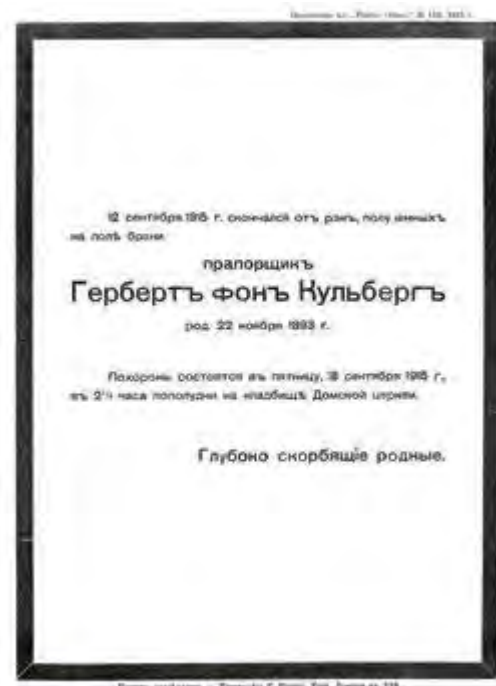 12 сентября 1915 г. скончался отъ ранъ, полученныхъ
на полѣ брани
прапорщикъ
Гербертъ фонъ Кульбергъ
род. 22 ноября 1893 г.
Похороны состоятся въ пятницу, 18 сентября 1915 г.,
въ 2½ часа пополудни на кладбищѣ Домской церкви.
Глубоко скорбящіе родные.